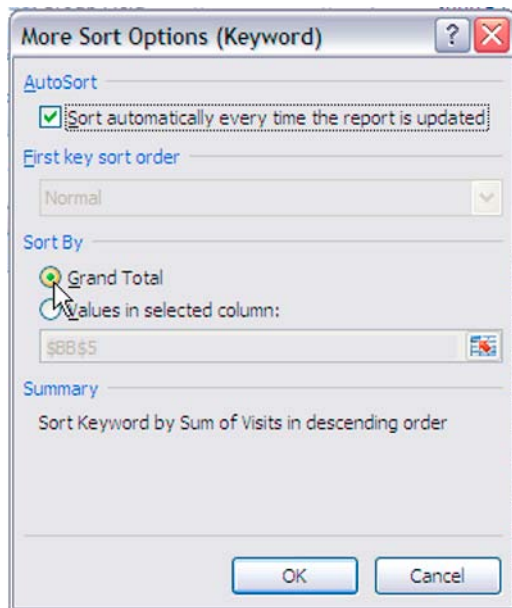 More Sort Options (Keyword)
AutoSort
Sort automatically every time the report is updated
First key sort order
Normal
Sort By
Grand Total
Values in selected column:
$BB$5
Summary
Sort Keyword by Sum of Visits in descending order
OK Cancel